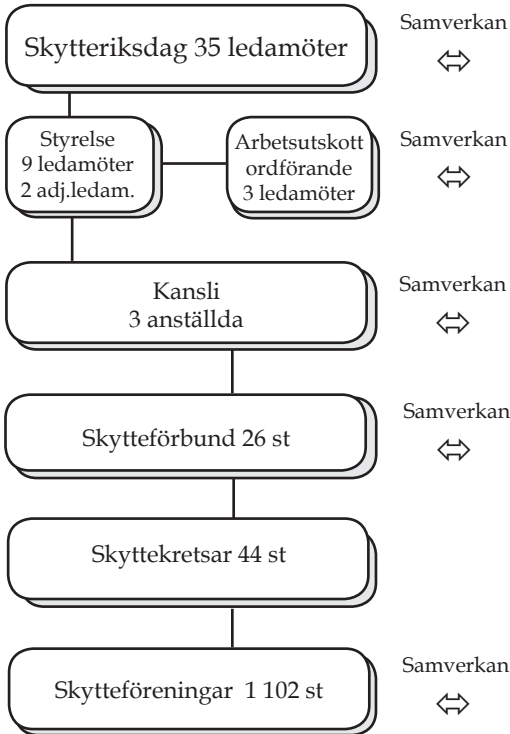 Skytteriksdag 35 ledamöter
Samverkan
⇔
Styrelse
9 ledamöter
2 adj.ledam.
Arbetsutskott
ordförande
3 ledamöter
Samverkan
⇔
Kansli
3 anställda
Samverkan
⇔
Skytteförbund 26 st
Samverkan
⇔
Skyttekretsar 44 st
Skytteföreningar 1 102 st
Samverkan
⇔